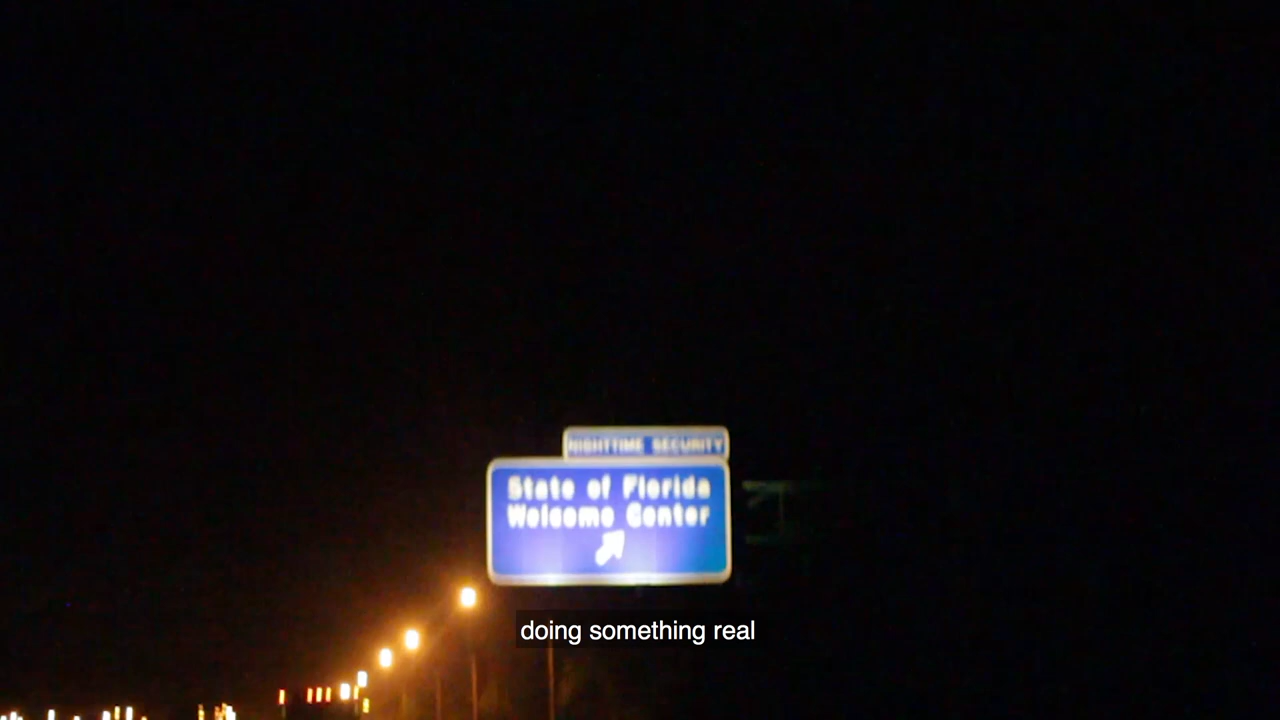 NIGHTTIME SECURITY
State of Florida
Welcome Center
doing something real